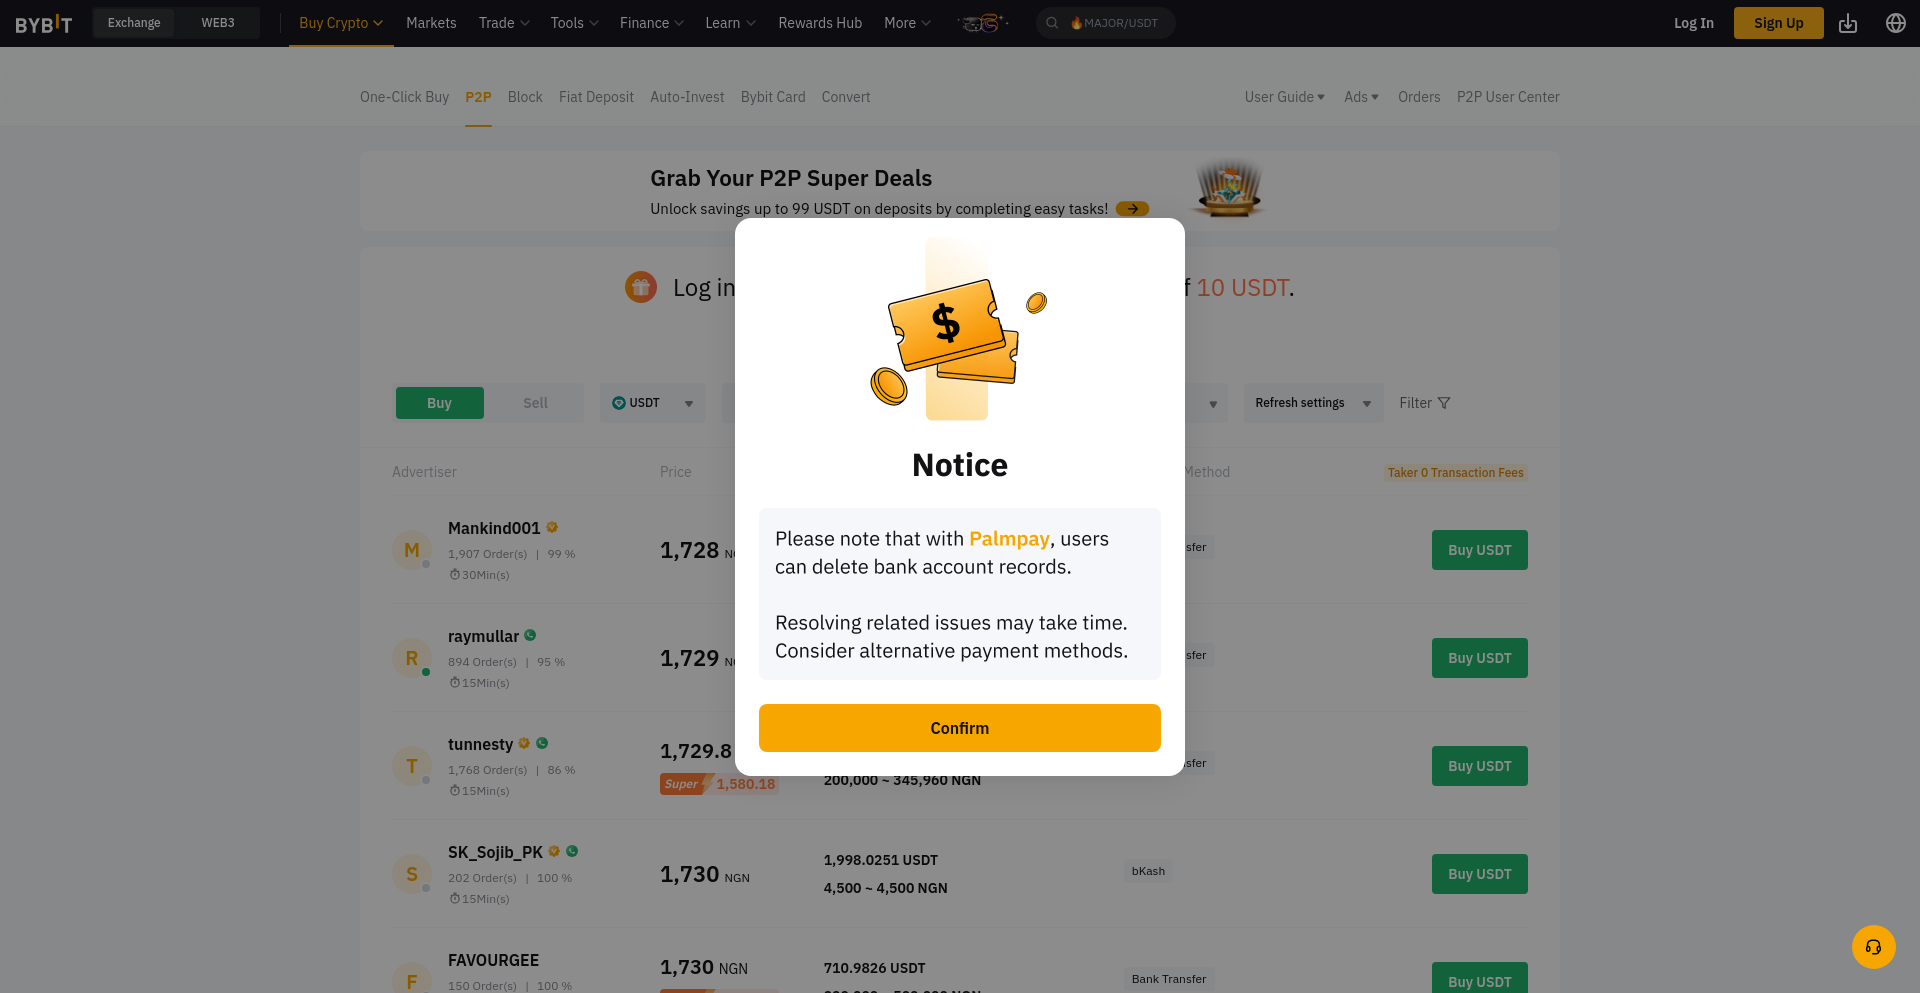 BYBIT
Exchange
WEB3
Buy Crypto
Markets
Trade
Tools
Finance
Learn
Rewards Hub
More
MAJOR/USDT
Log In
Sign Up
One-Click Buy
P2P
Block
Fiat Deposit
Auto-Invest
Bybit Card
Convert
User Guide
Ads
Orders
P2P User Center
Grab Your P2P Super Deals
Unlock savings up to 99 USDT on deposits by completing easy tasks!
Log in
10 USDT.
Buy
Sell
USDT
Refresh settings
Filter
Advertiser
Price
Method
Taker 0 Transaction Fees
M
Mankind001
1,907 Order(s) | 99 %
30Min(s)
1,728
Buy USDT
R
raymullar
894 Order(s) | 95 %
15Min(s)
1,729
Buy USDT
T
tunnesty
1,768 Order(s) | 86 %
15Min(s)
1,729.8
Super 1,580.18
200,000 ~ 345,960 NGN
Buy USDT
S
SK_Sojib_PK
202 Order(s) | 100 %
15Min(s)
1,730 NGN
1,998.0251 USDT
4,500 ~ 4,500 NGN
bKash
Buy USDT
F
FAVOURGEE
150 Order(s) | 100 %
1,730 NGN
710.9826 USDT
Bank Transfer
Buy USDT
$
Notice
Please note that with Palmpay, users
can delete bank account records.
Resolving related issues may take time.
Consider alternative payment methods.
Confirm